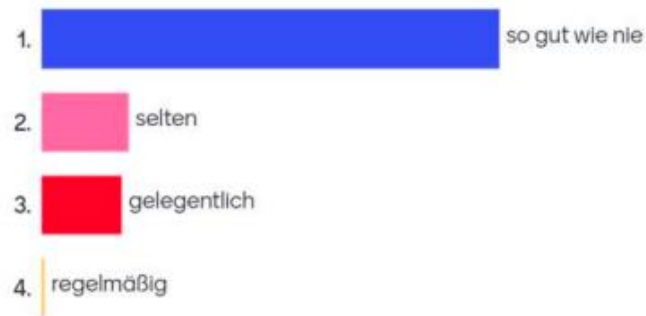 1. so gut wie nie
2. selten
3. gelegentlich
4. regelmäßig